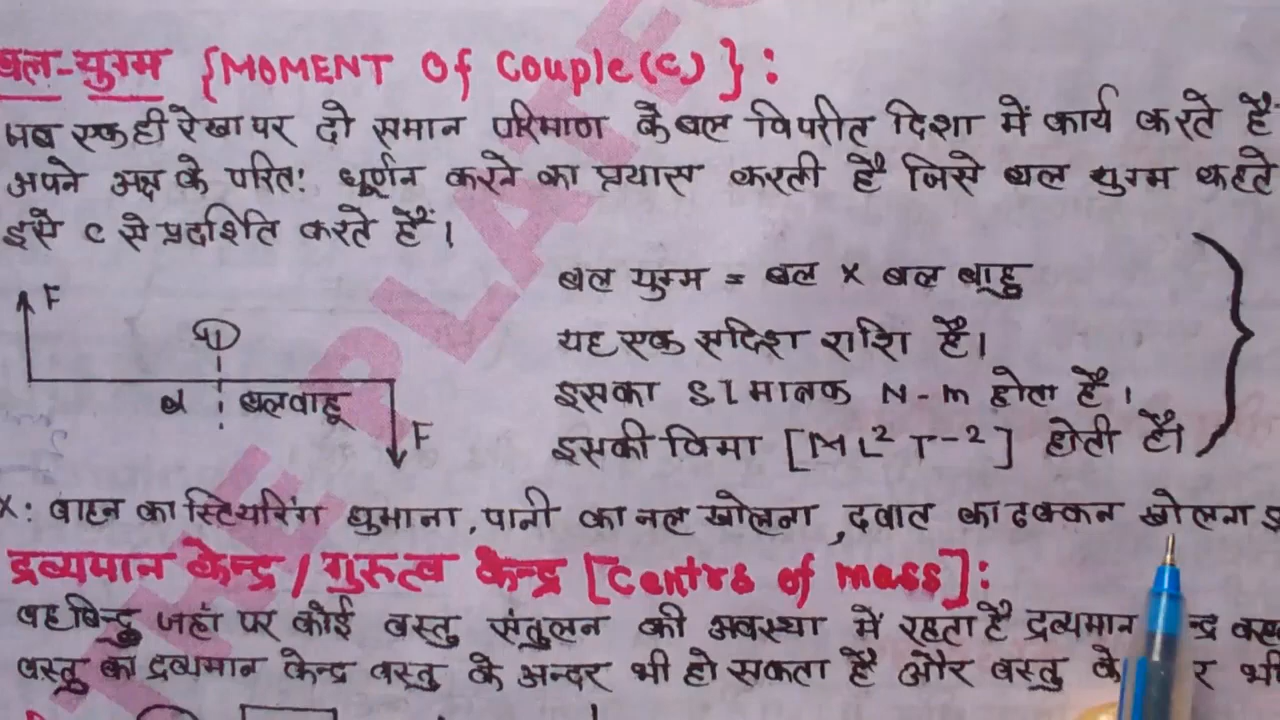 बल-युग्म {MOMENT Of Couple(c)}:
जब एक ही रेखा पर दो समान परिमाण के बल विपरीत दिशा में कार्य करते है
अपने अक्ष के परित: धूर्णन करने का प्रयास करती है जिसे बल युग्म कहते
इसे c से प्रदर्शित करते हैं।
बल युग्म = बल x बल बाहु
यह एक सदिश राशि है।
इसका SI मात्रक N-m होता है।
इसकी विमा [ML² T-2] होती है।
F
d बलबाहू
F
x: वाहन का स्टियरिंग धुमाना, पानी का नल खोलना, दवात का ढक्कन खोलना
द्रव्यमान केन्द्र / गुरुत्व केन्द्र [Centre of mass]:
वह बिन्दु जहाँ पर कोई वस्तु संतुलन की अवस्था में रहता है द्रव्यमान
वस्तु का द्रव्यमान केन्द्र वस्तु के अन्दर भी हो सकता है और वस्तु के भी
THE PLATE